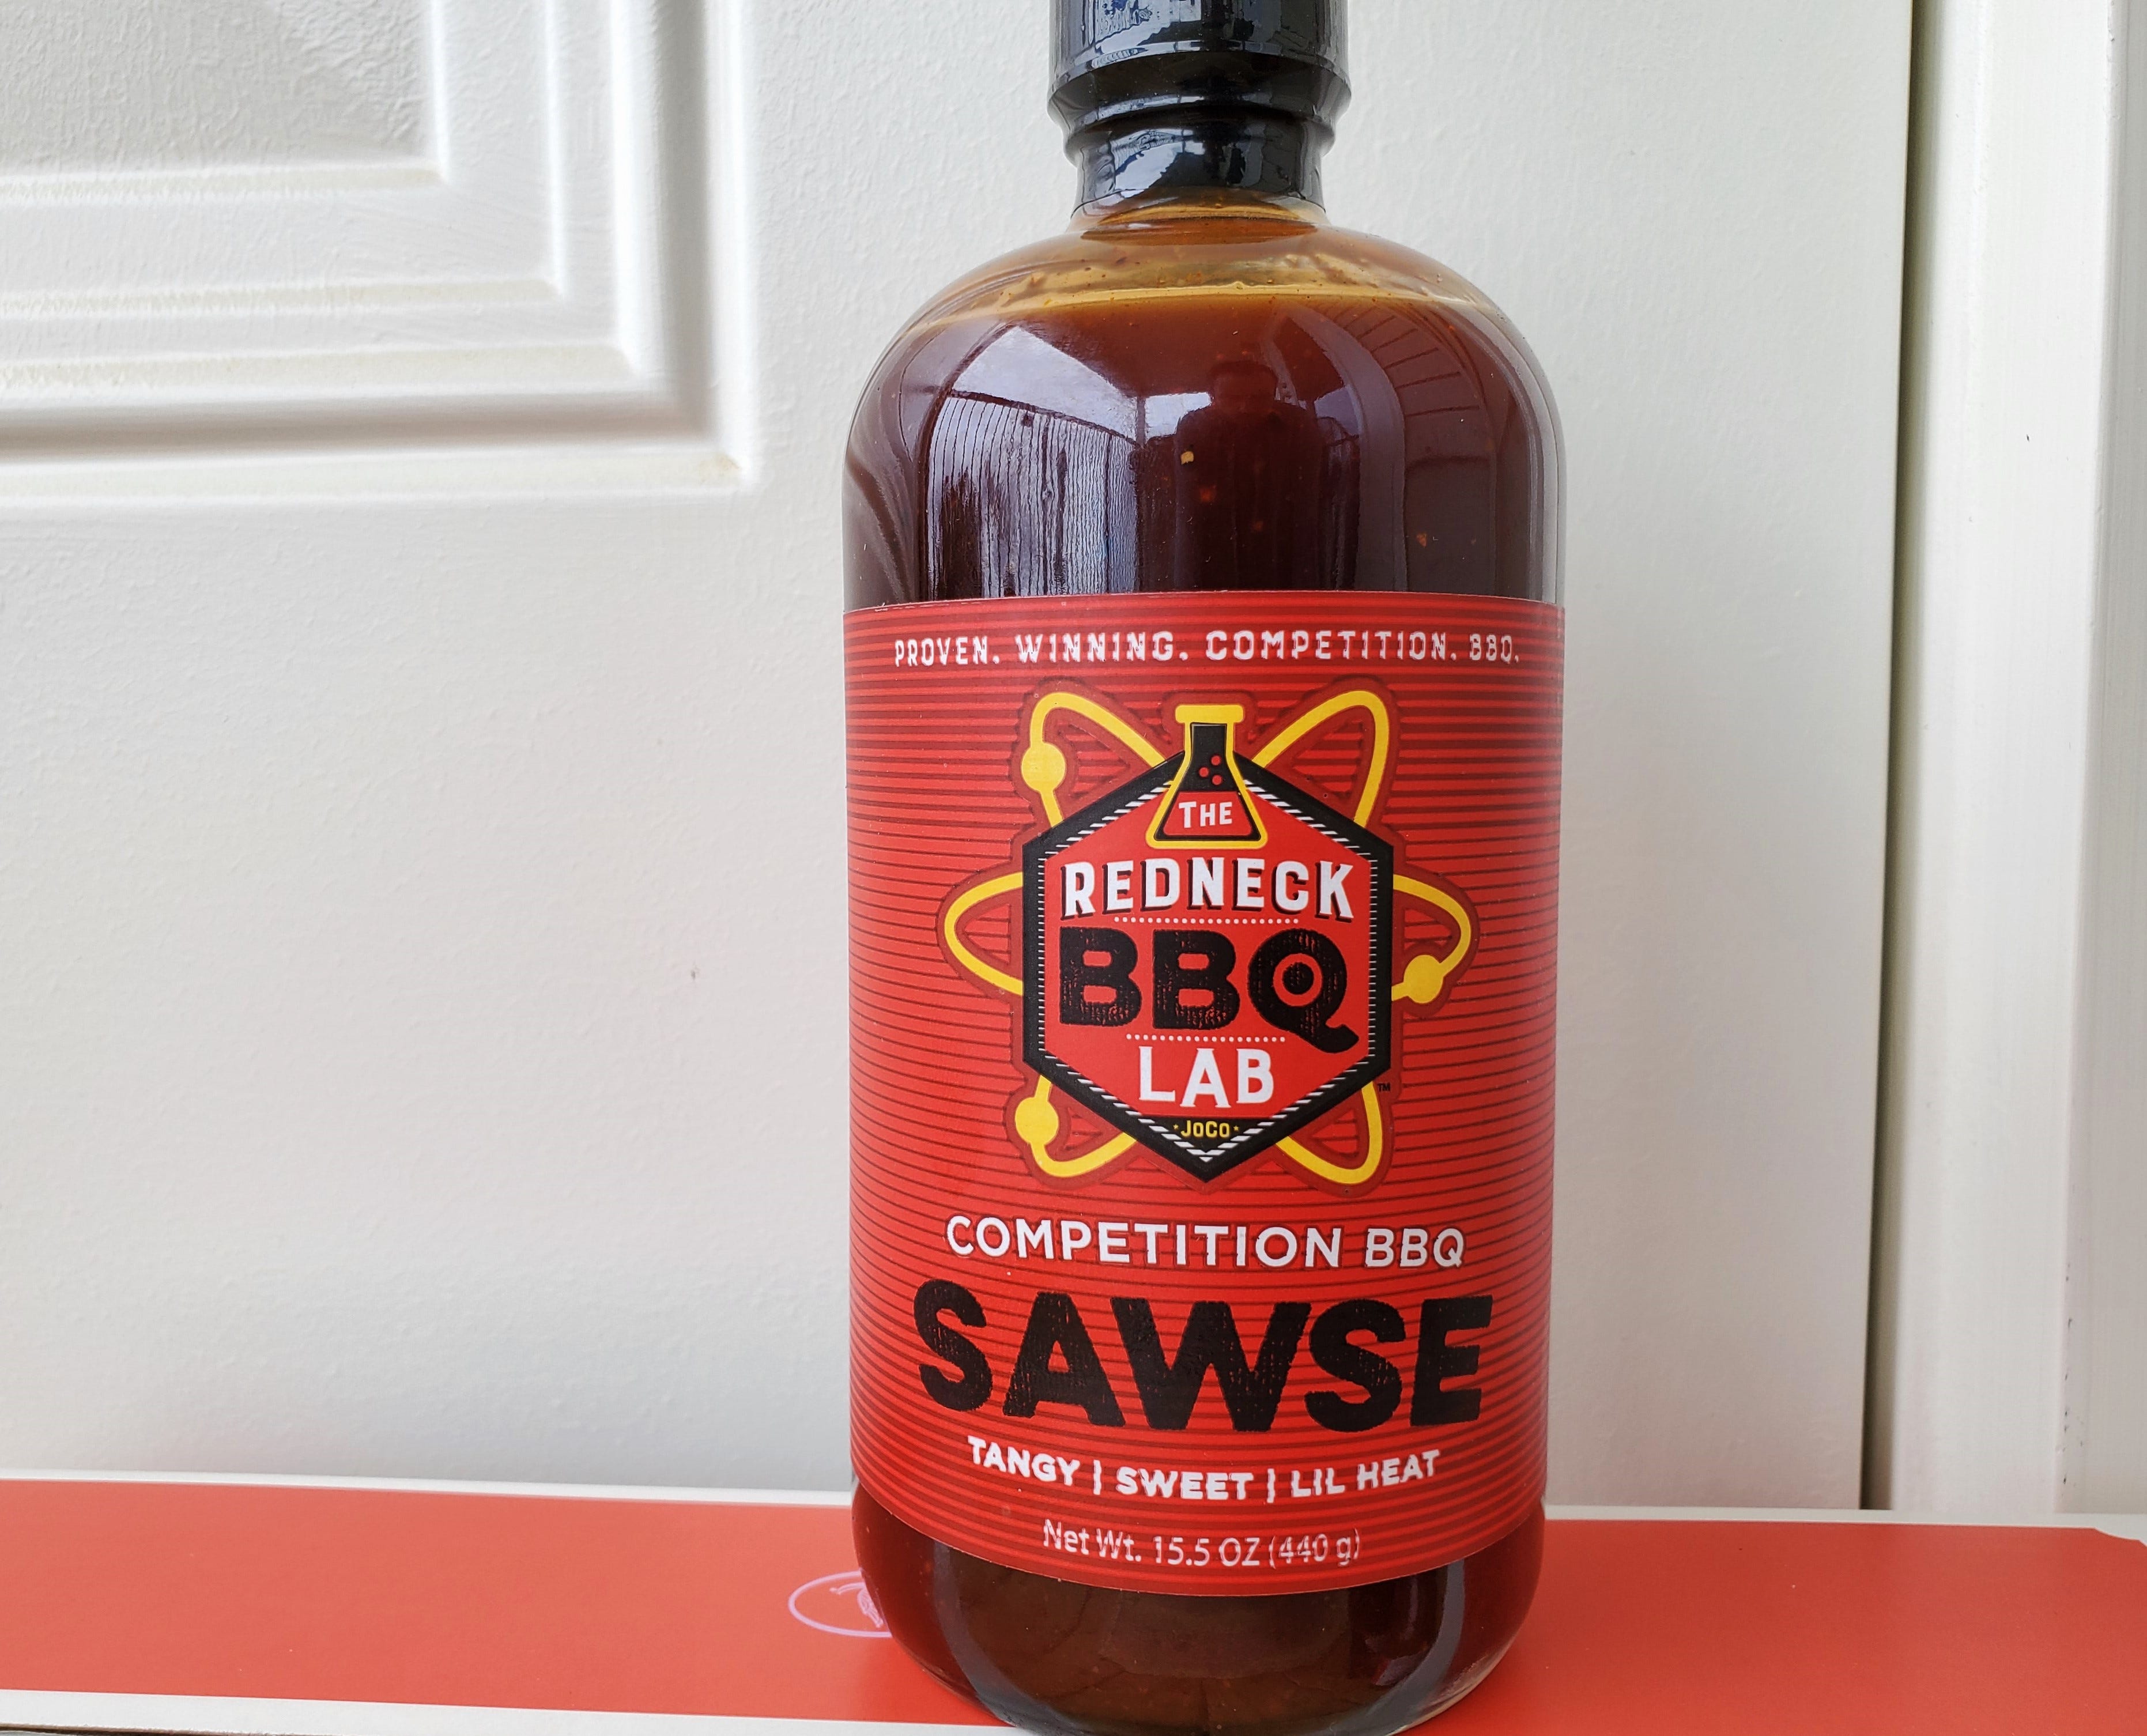 PROVEN. WINNING. COMPETITION. BBQ.
THE
REDNECK
BBQ
LAB
TM
JOCO
COMPETITION BBQ
SAWSE
TANGY | SWEET | LIL HEAT
Net Wt. 15.5 OZ (440 g)